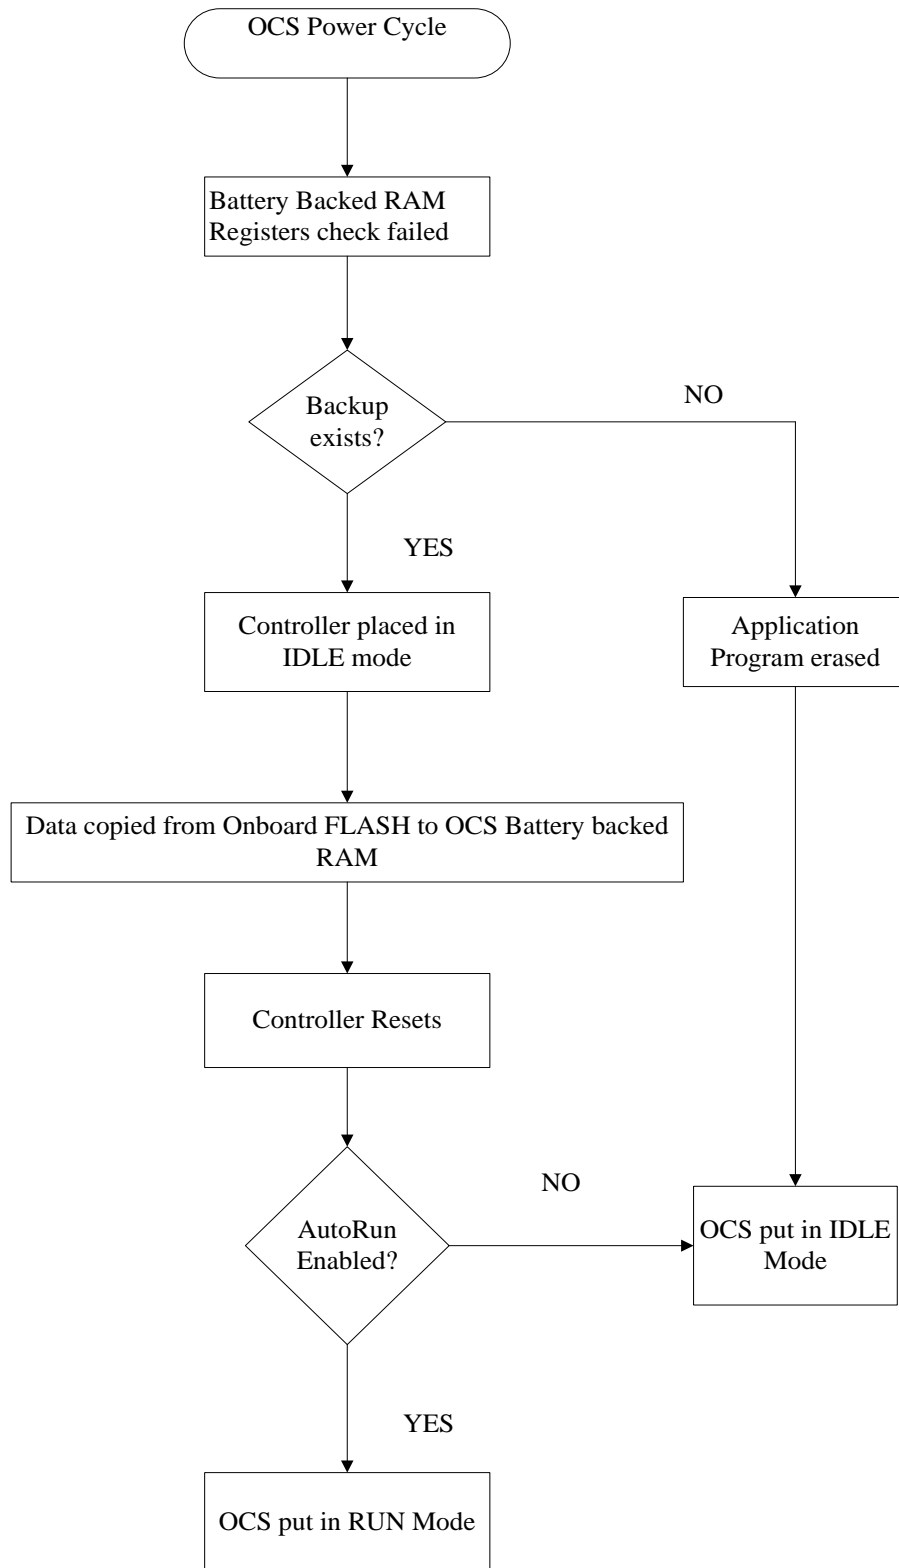 OCS Power Cycle
Battery Backed RAM
Registers check failed
Backup
exists?
NO
YES
Controller placed in
IDLE mode
Application
Program erased
Data copied from Onboard FLASH to OCS Battery backed
RAM
Controller Resets
AutoRun
Enabled?
NO
OCS put in IDLE
Mode
YES
OCS put in RUN Mode